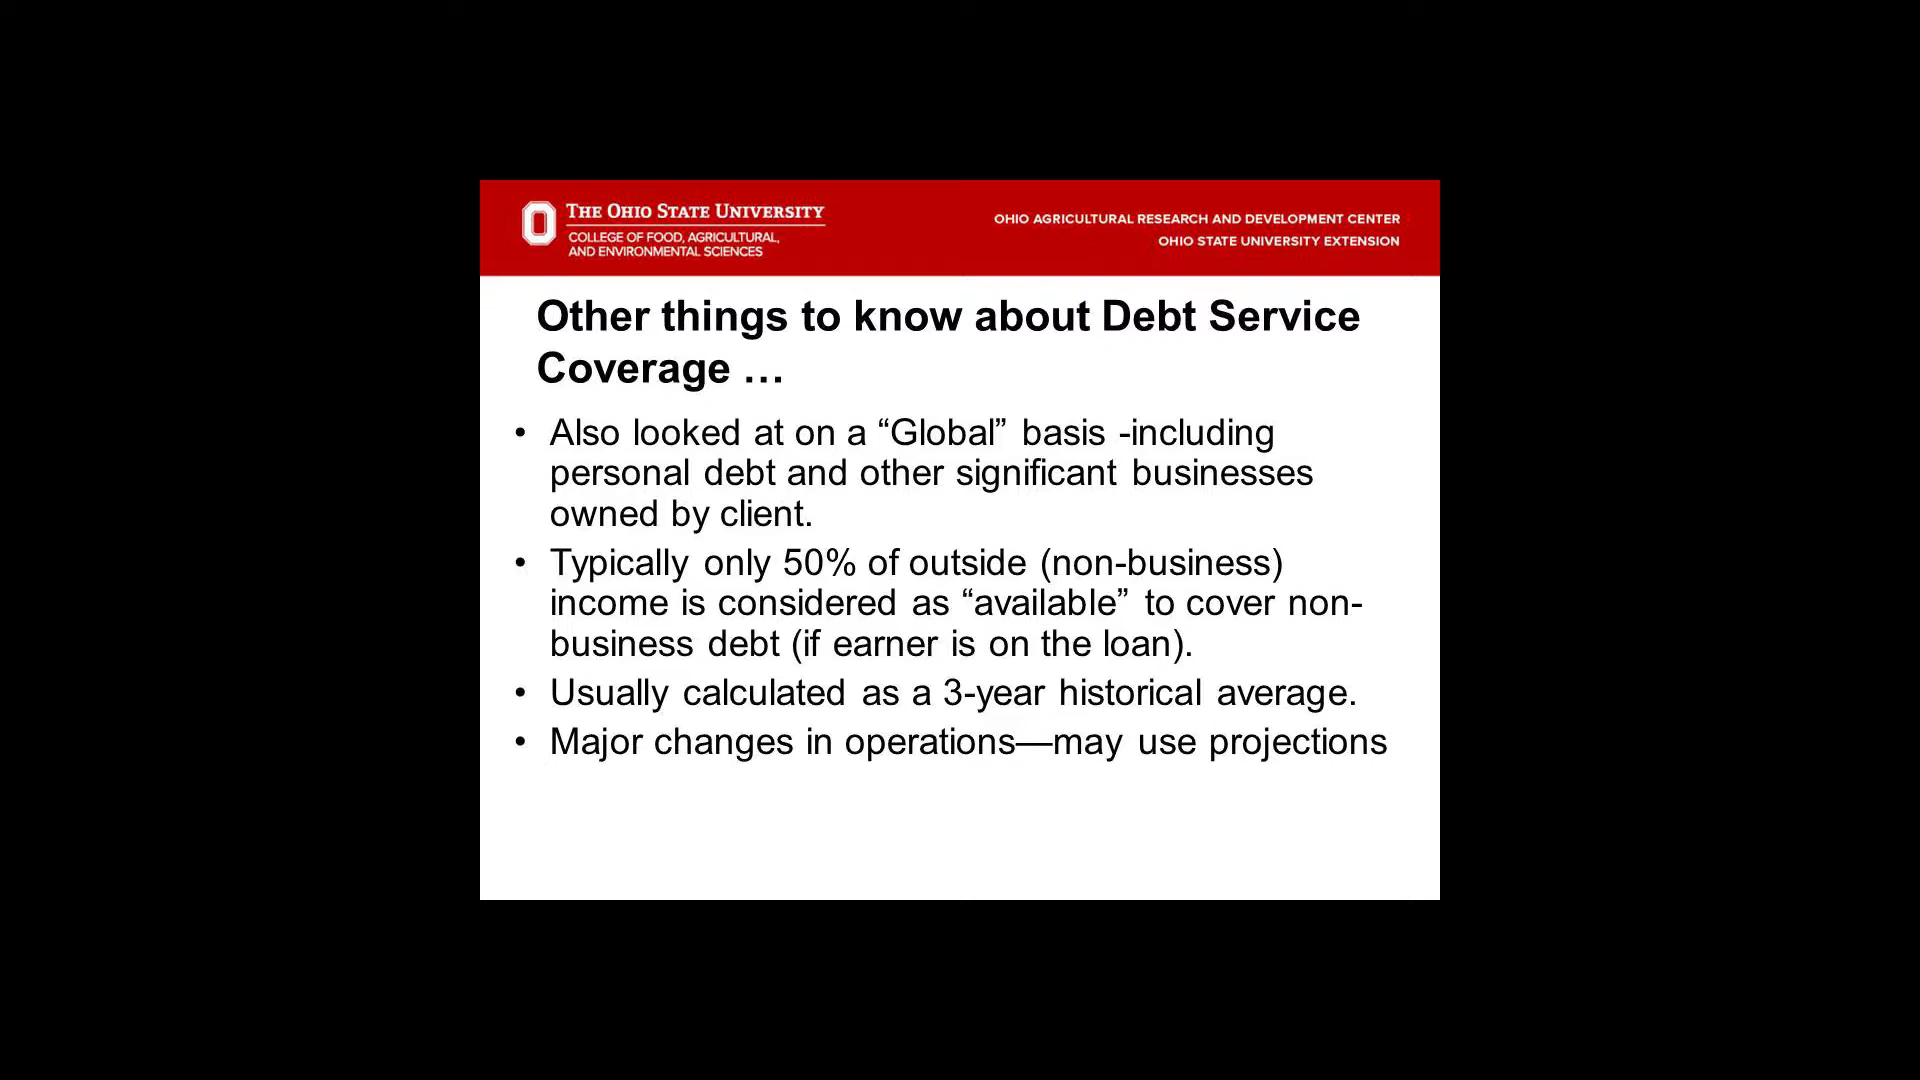 THE OHIO STATE UNIVERSITY
COLLEGE OF FOOD, AGRICULTURAL,
AND ENVIRONMENTAL SCIENCES
OHIO AGRICULTURAL RESEARCH AND DEVELOPMENT CENTER
OHIO STATE UNIVERSITY EXTENSION
Other things to know about Debt Service
Coverage …
• Also looked at on a “Global” basis -including
personal debt and other significant businesses
owned by client.
• Typically only 50% of outside (non-business)
income is considered as “available” to cover non-
business debt (if earner is on the loan).
• Usually calculated as a 3-year historical average.
• Major changes in operations—may use projections